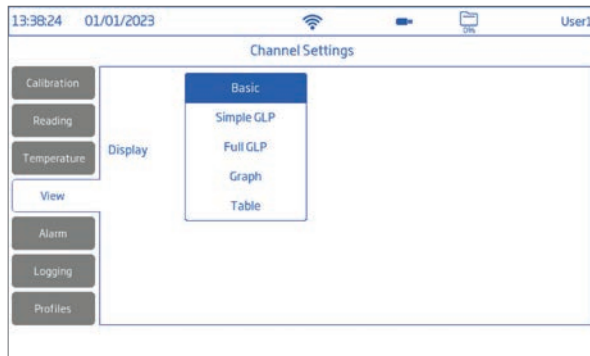 13:38:24 01/01/2023 0% User1
Channel Settings
Calibration
Reading
Temperature
View
Alarm
Logging
Profiles
Display
Basic
Simple GLP
Full GLP
Graph
Table